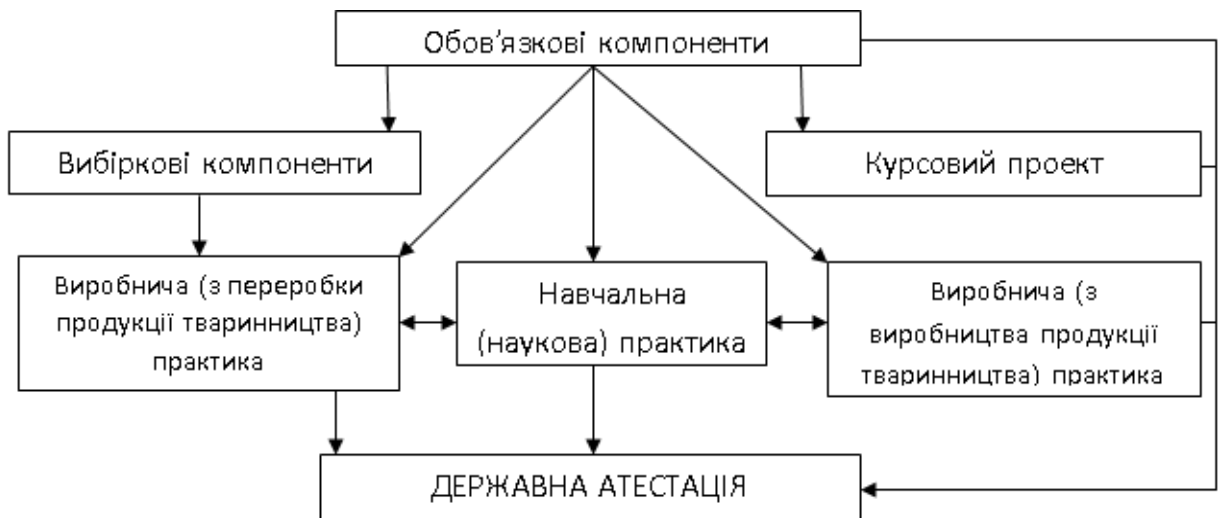 Обов’язкові компоненти
Вибіркові компоненти
Курсовий проект
Виробнича (з переробки
продукції тваринництва)
практика
Навчальна
(наукова) практика
Виробнича (з
виробництва продукції
тваринництва) практика
ДЕРЖАВНА АТЕСТАЦІЯ